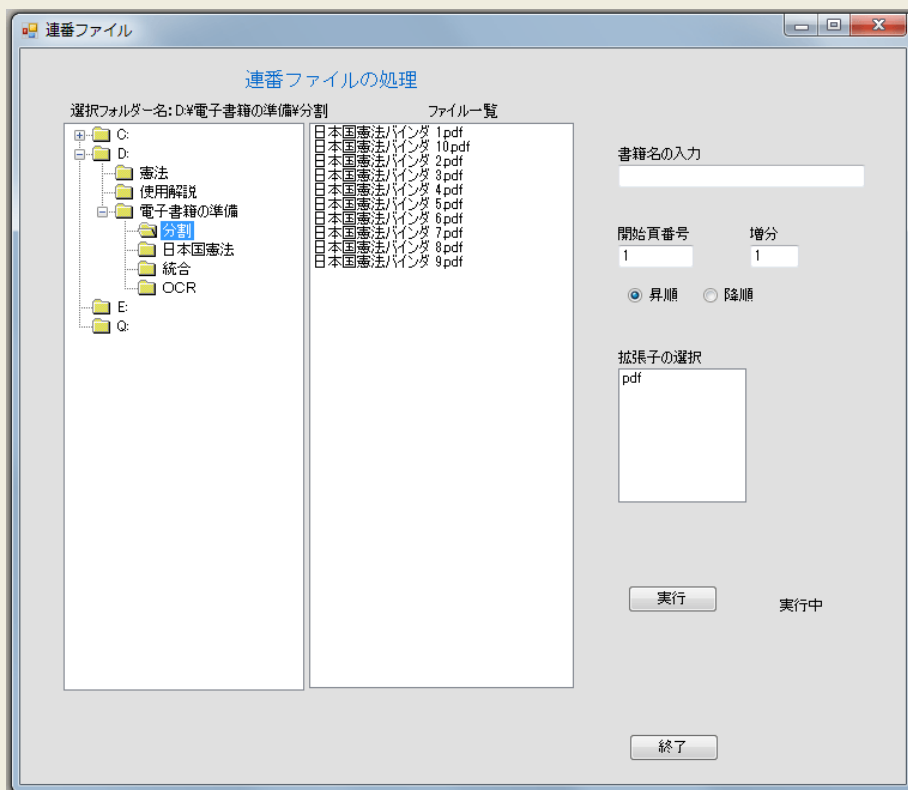 連番ファイル
連番ファイルの処理
選択フォルダー名:D:¥電子書籍の準備¥分割
ファイル一覧
C:
D:
憲法
使用解説
電子書籍の準備
分割
日本国憲法
統合
OCR
E:
Q:
日本国憲法バインダ 1.pdf
日本国憲法バインダ 10.pdf
日本国憲法バインダ 2.pdf
日本国憲法バインダ 3.pdf
日本国憲法バインダ 4.pdf
日本国憲法バインダ 5.pdf
日本国憲法バインダ 6.pdf
日本国憲法バインダ 7.pdf
日本国憲法バインダ 8.pdf
日本国憲法バインダ 9.pdf
書籍名の入力
開始頁番号 増分
1 1
昇順 降順
拡張子の選択
pdf
実行 実行中
終了